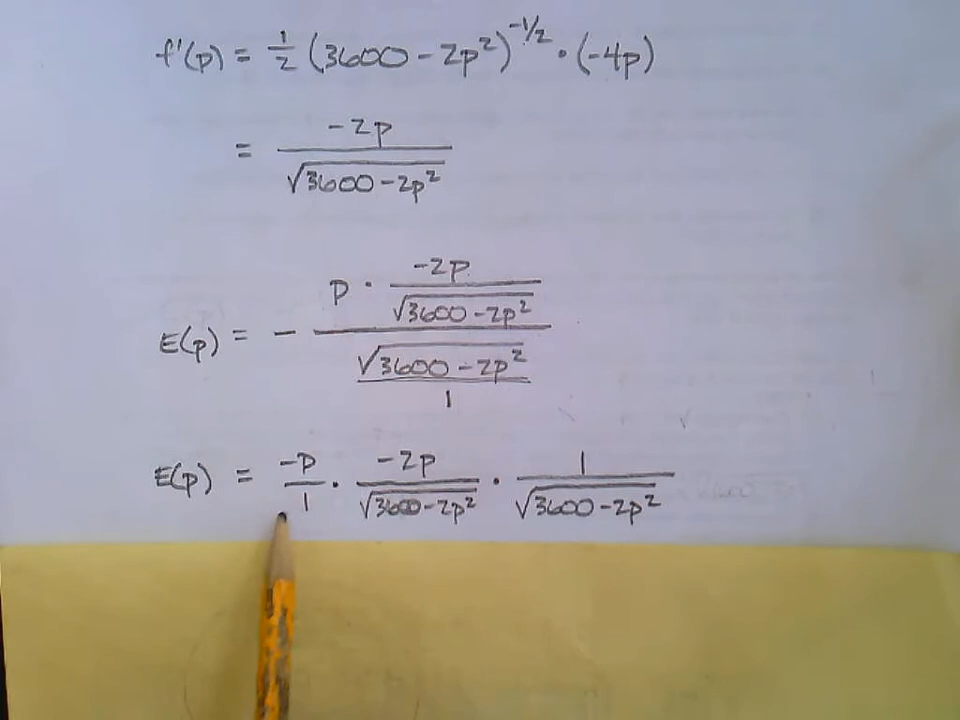 f'(p) = 1/2 (3600 - 2p²)^(-1/2) · (-4p)
= -2p / √(3600 - 2p²)
E(p) = - (p · (-2p / √(3600 - 2p²))) / (√(3600 - 2p²) / 1)
E(p) = -p/1 · -2p / √(3600 - 2p²) · 1 / √(3600 - 2p²)